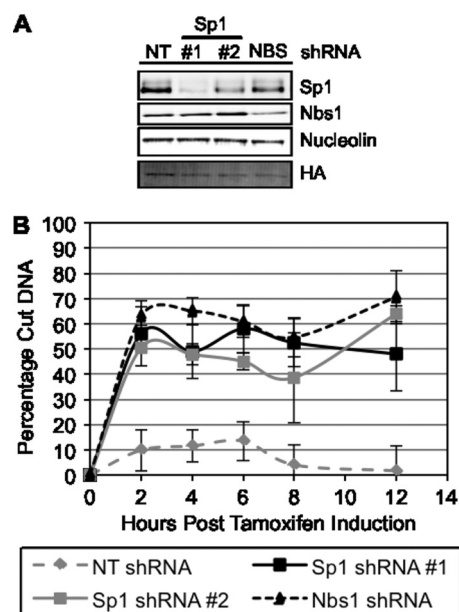 A
Sp1
NT #1 #2 NBS shRNA
Sp1
Nbs1
Nucleolin
HA
B
Percentage Cut DNA
100
90
80
70
60
50
40
30
20
10
0
0 2 4 6 8 10 12 14
Hours Post Tamoxifen Induction
NT shRNA Sp1 shRNA #1
Sp1 shRNA #2 Nbs1 shRNA